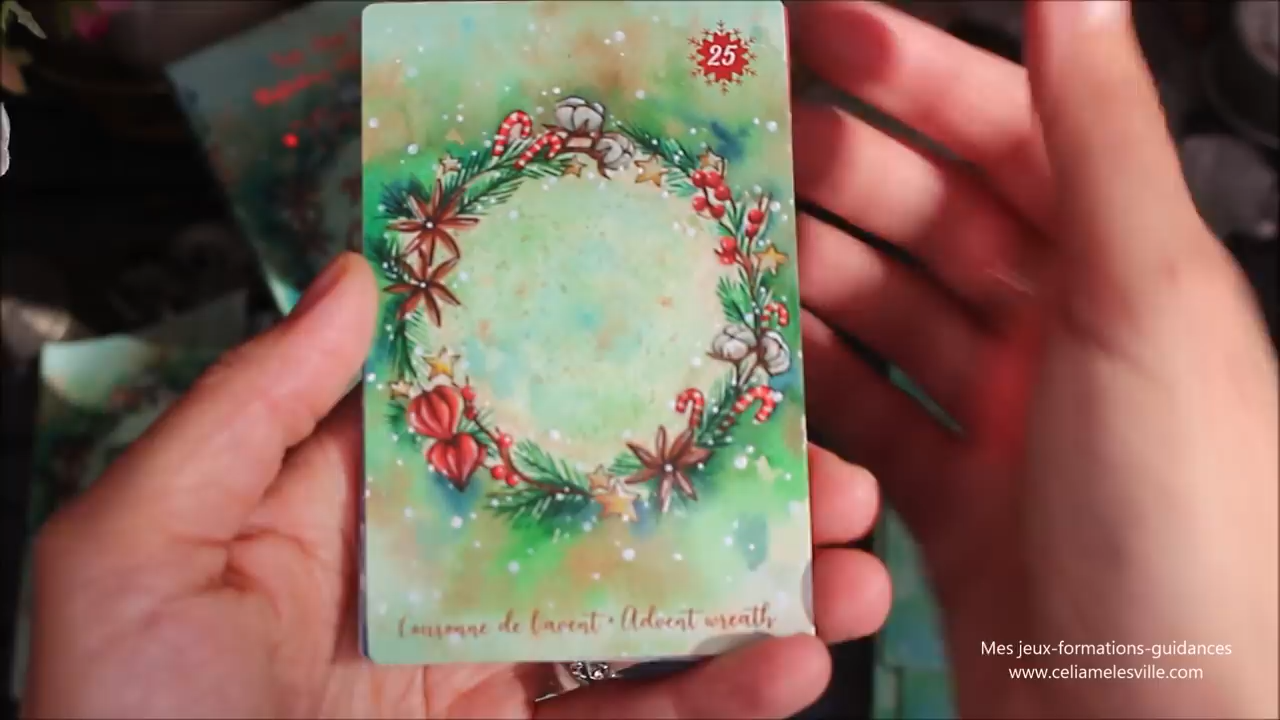 25
Couronne de l'avent • Advent wreath
Mes jeux-formations-guidances
www.celiamelesville.com